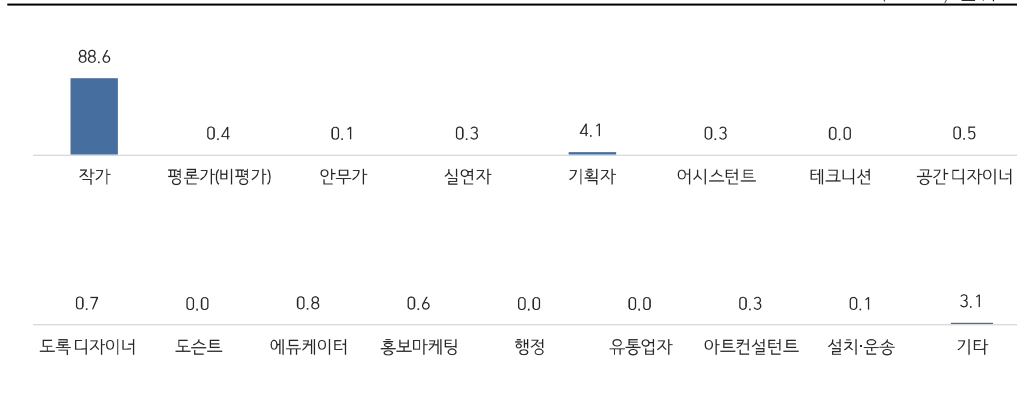 88.6 0.4 0.1 0.3 4.1 0.3 0.0 0.5
작가 평론가(비평가) 안무가 실연자 기획자 어시스턴트 테크니션 공간디자이너
0.7 0.0 0.8 0.6 0.0 0.0 0.3 0.1 3.1
도록디자이너 도슨트 에듀케이터 홍보마케팅 행정 유통업자 아트컨설턴트 설치·운송 기타